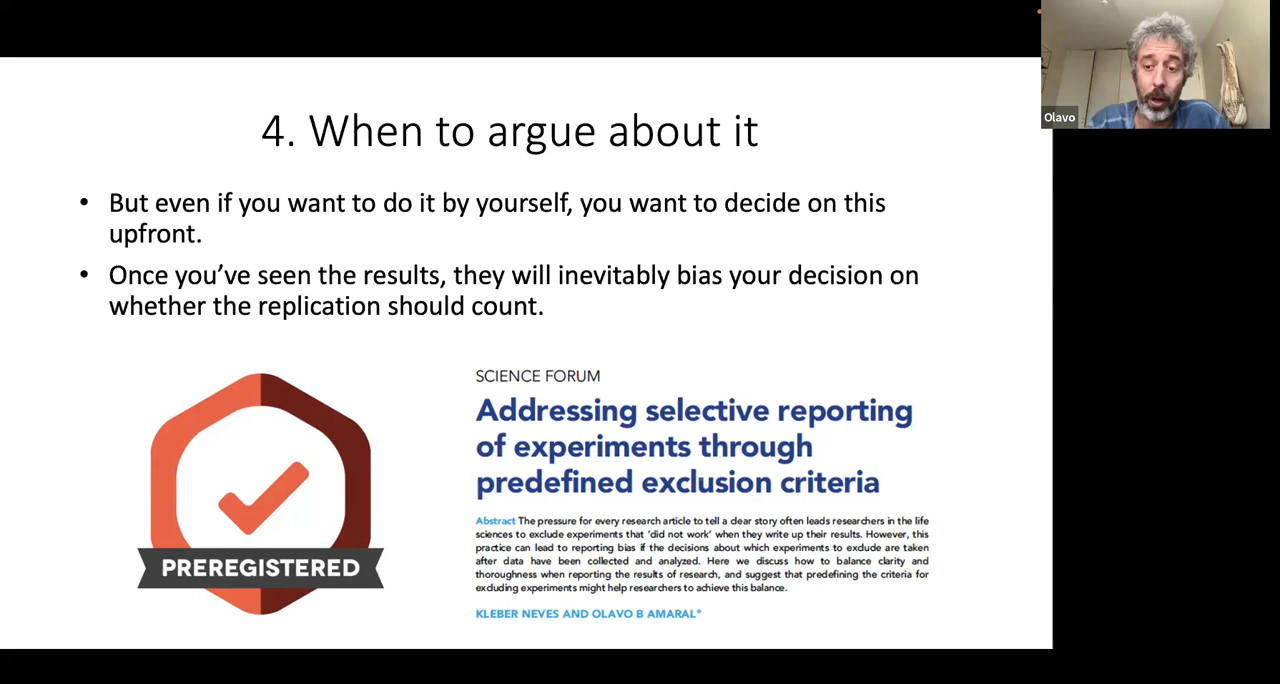 4. When to argue about it
• But even if you want to do it by yourself, you want to decide on this
upfront.
• Once you've seen the results, they will inevitably bias your decision on
whether the replication should count.
PREREGISTERED
SCIENCE FORUM
Addressing selective reporting
of experiments through
predefined exclusion criteria
Abstract The pressure for every research article to tell a clear story often leads researchers in the life
sciences to exclude experiments that 'did not work' when they write up their results. However, this
practice can lead to reporting bias if the decisions about which experiments to exclude are taken
after data have been collected and analyzed. Here we discuss how to balance clarity and
thoroughness when reporting the results of research, and suggest that predefining the criteria for
excluding experiments might help researchers to achieve this balance.
KLEBER NEVES AND OLAVO B AMARAL*
Olavo